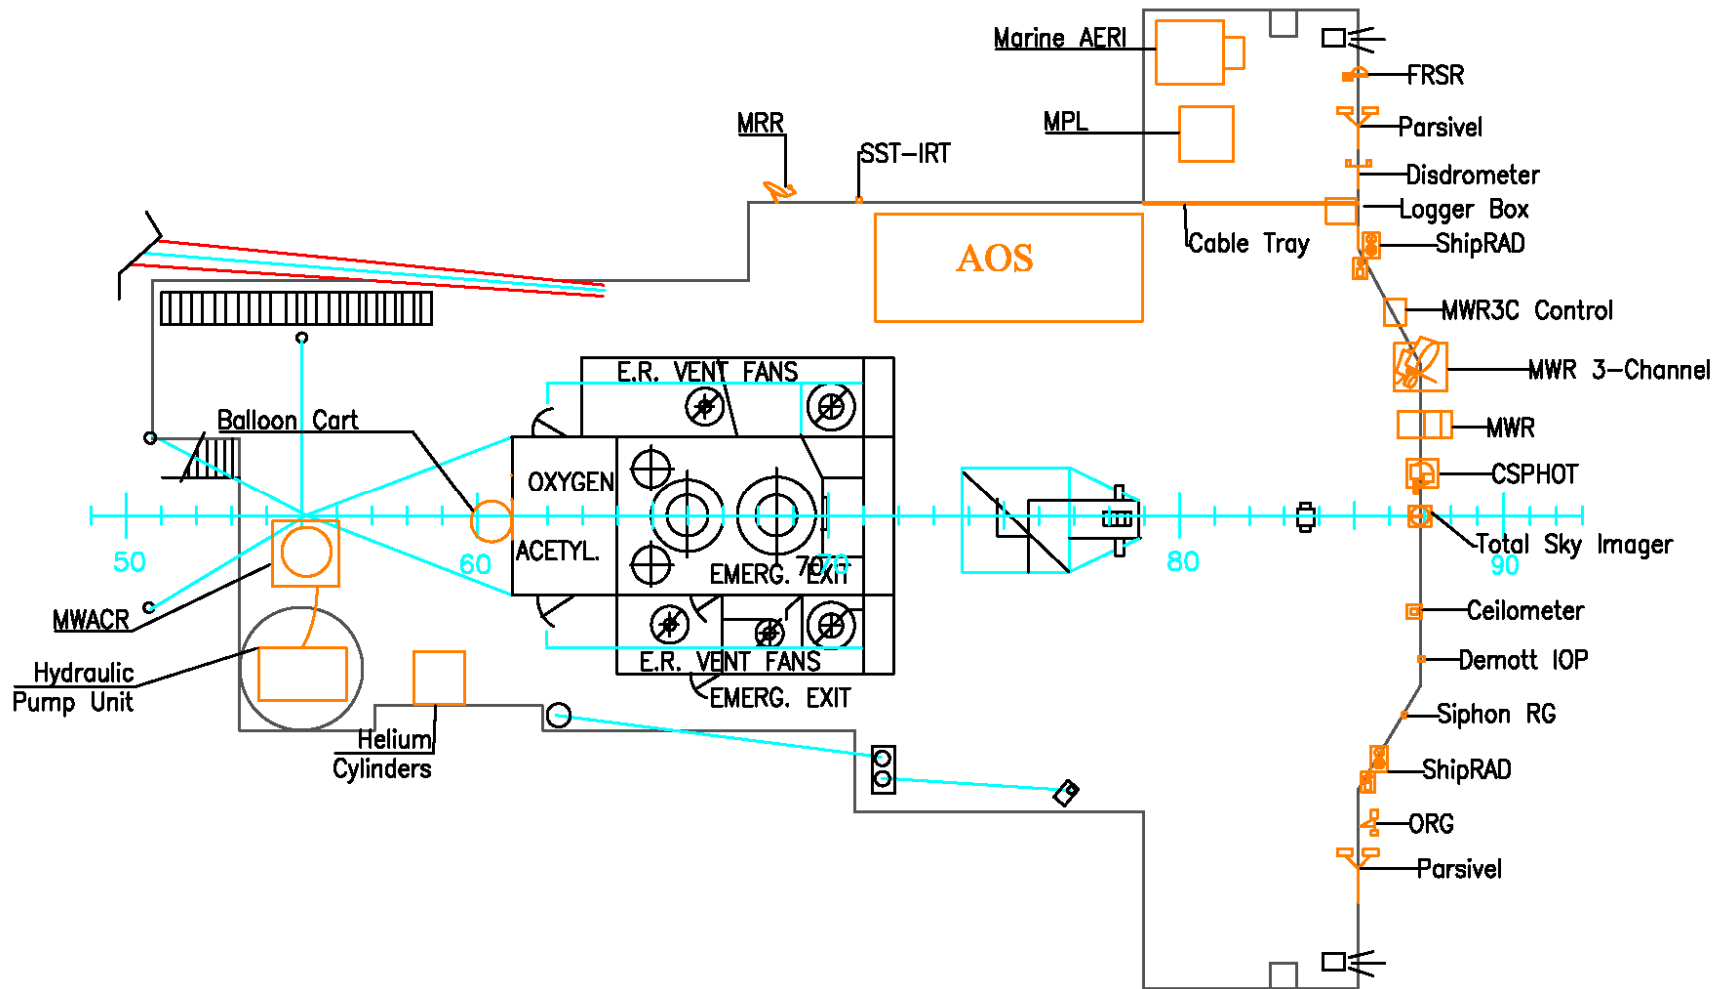 Marine AERI
FRSR
MRR
MPL
Parsivel
SST-IRT
Disdrometer
Logger Box
Cable Tray
ShipRAD
AOS
MWR3C Control
E.R. VENT FANS
MWR 3-Channel
Balloon Cart
MWR
OXYGEN
CSPHOT
50
60
ACETYL.
70
70
EMERG. EXIT
80
Total Sky Imager
90
MWACR
Ceilometer
Hydraulic
Pump Unit
E.R. VENT FANS
Demott IOP
EMERG. EXIT
Siphon RG
Helium
Cylinders
ShipRAD
ORG
Parsivel